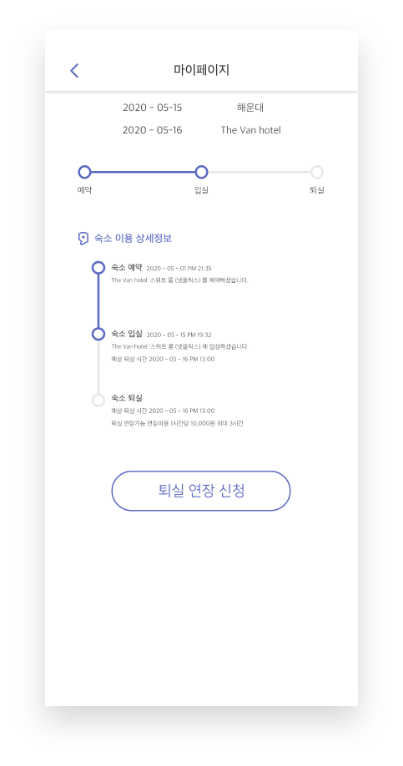 마이페이지
2020 - 05-15 해운대
2020 - 05-16 The Van hotel
예약 입실 퇴실
숙소 이용 상세정보
숙소 예약 2020 - 05 - 01 PM 21:35
The Van hotel '스위트 룸 (넷플릭스) 를 예약하셨습니다.
숙소 입실 2020 - 05 - 15 PM 19:32
The Van hotel '스위트 룸 (넷플릭스) 에 입실하셨습니다.
예상 퇴실 시간 2020 - 05 - 16 PM 13:00
숙소 퇴실
예상 퇴실 시간 2020 - 05 - 16 PM 13:00
퇴실 연장가능 연장비용 1시간당 10,000원 최대 3시간
퇴실 연장 신청